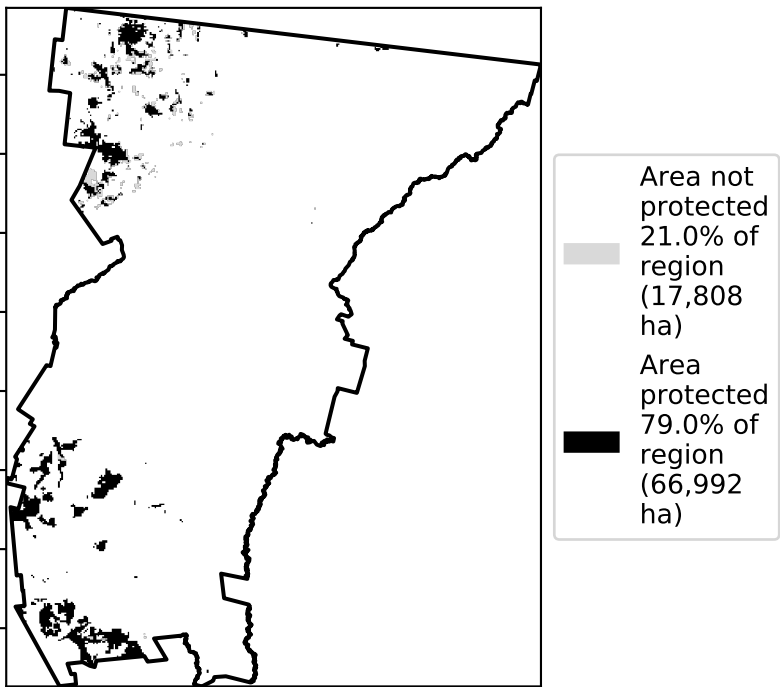 Area not
protected
21.0% of
region
(17,808
ha)
Area
protected
79.0% of
region
(66,992
ha)